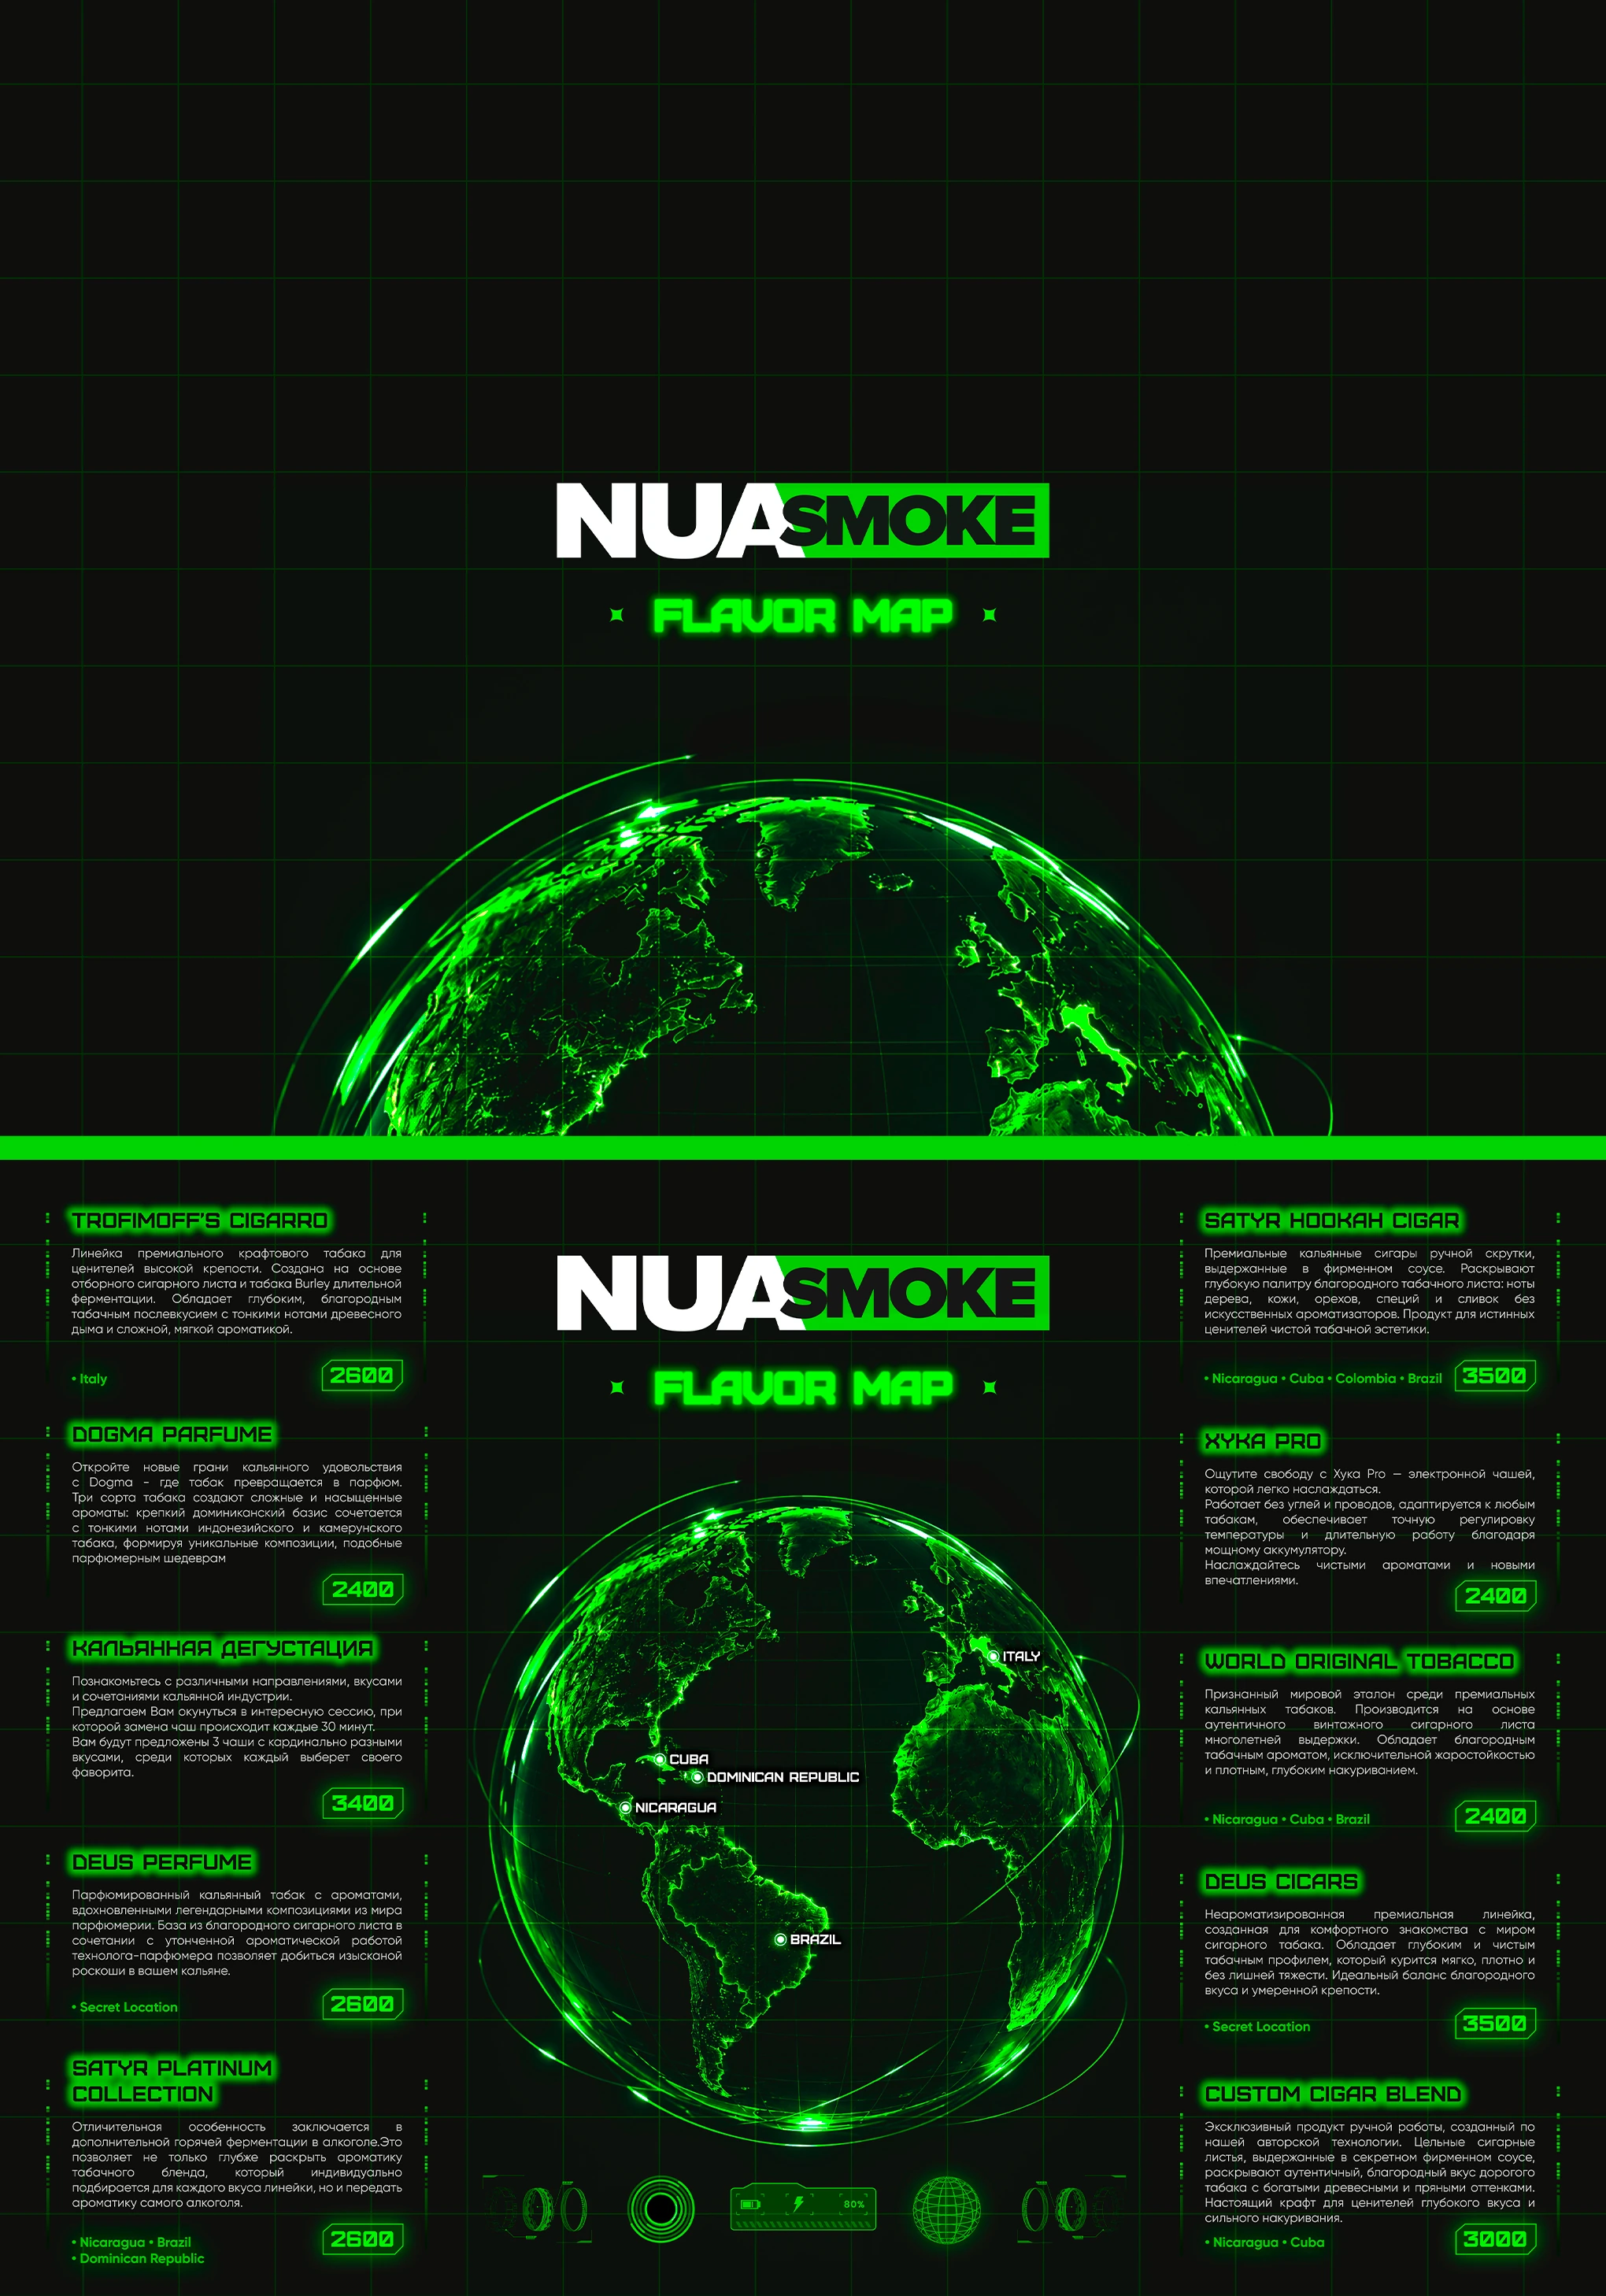 NUASMOKE
FLAVOR MAP
TROFIMOFF'S CIGARRO
Линейка премиального крафтового табака для
ценителей высокой крепости. Создана на основе
отборного сигарного листа и табака Burley длительной
ферментации. Обладает глубоким, благородным
табачным послевкусием с тонкими нотами древесного
дыма и сложной, мягкой ароматикой.
• Italy
2600
DOGMA PARFUME
Откройте новые грани кальянного удовольствия
с Dogma - где табак превращается в парфюм.
Три сорта табака создают сложные и насыщенные
ароматы: крепкий доминиканский базис сочетается
с тонкими нотами индонезийского и камерунского
табака, формируя уникальные композиции, подобные
парфюмерным шедеврам
2400
КАЛЬЯННАЯ ДЕГУСТАЦИЯ
Познакомьтесь с различными направлениями, вкусами
и сочетаниями кальянной индустрии.
Предлагаем Вам окунуться в интересную сессию, при
которой замена чаш происходит каждые 30 минут.
Вам будут предложены 3 чаши с кардинально разными
вкусами, среди которых каждый выберет своего
фаворита.
3400
DEUS PERFUME
Парфюмированный кальянный табак с ароматами,
вдохновленными легендарными композициями из мира
парфюмерии. База из благородного сигарного листа в
сочетании с утонченной ароматической работой
технолога-парфюмера позволяет добиться изысканой
роскоши в вашем кальяне.
• Secret Location
2600
SATYR PLATINUM
COLLECTION
Отличительная особенность заключается в
дополнительной горячей ферментации в алкоголе.Это
позволяет не только глубже раскрыть ароматику
табачного бленда, который индивидуально
подбирается для каждого вкуса линейки, но и передать
ароматику самого алкоголя.
• Nicaragua • Brazil
• Dominican Republic
2600
NUASMOKE
FLAVOR MAP
ITALY
CUBA
DOMINICAN REPUBLIC
NICARAGUA
BRAZIL
80%
SATYR HOOKAH CIGAR
Премиальные кальянные сигары ручной скрутки,
выдержанные в фирменном соусе. Раскрывают
глубокую палитру благородного табачного листа: ноты
дерева, кожи, орехов, специй и сливок без
искусственных ароматизаторов. Продукт для истинных
ценителей чистой табачной эстетики.
• Nicaragua • Cuba • Colombia • Brazil
3500
XYKA PRO
Ощутите свободу с Хука Pro — электронной чашей,
которой легко наслаждаться.
Работает без углей и проводов, адаптируется к любым
табакам, обеспечивает точную регулировку
температуры и длительную работу благодаря
мощному аккумулятору.
Наслаждайтесь чистыми ароматами и новыми
впечатлениями.
2400
WORLD ORIGINAL TOBACCO
Признанный мировой эталон среди премиальных
кальянных табаков. Производится на основе
аутентичного винтажного сигарного листа
многолетней выдержки. Обладает благородным
табачным ароматом, исключительной жаростойкостью
и плотным, глубоким накуриванием.
• Nicaragua • Cuba • Brazil
2400
DEUS CICARS
Неароматизированная премиальная линейка,
созданная для комфортного знакомства с миром
сигарного табака. Обладает глубоким и чистым
табачным профилем, который курится мягко, плотно и
без лишней тяжести. Идеальный баланс благородного
вкуса и умеренной крепости.
• Secret Location
3500
CUSTOM CIGAR BLEND
Эксклюзивный продукт ручной работы, созданный по
нашей авторской технологии. Цельные сигарные
листья, выдержанные в секретном фирменном соусе,
раскрывают аутентичный, благородный вкус дорогого
табака с богатыми древесными и пряными оттенками.
Настоящий крафт для ценителей глубокого вкуса и
сильного накуривания.
• Nicaragua • Cuba
3000